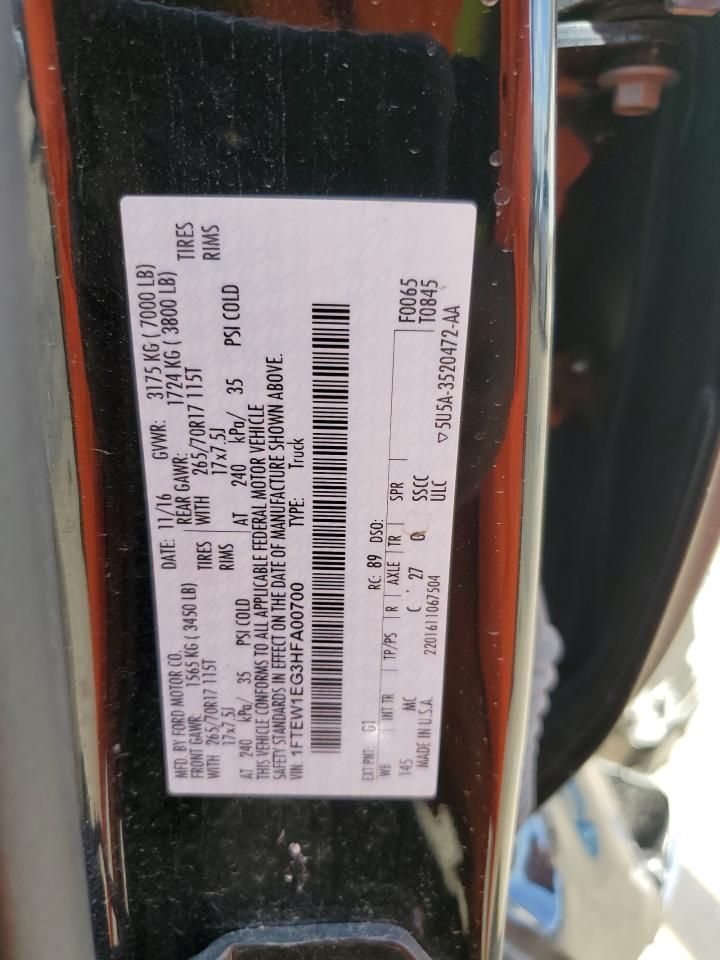 MFD. BY FORD MOTOR CO.
DATE: 11/16 GVWR: 3175 KG ( 7000 LB)
FRONT GAWR: 1565 KG ( 3450 LB) REAR GAWR: 1724 KG ( 3800 LB)
WITH 265/70R17 115T TIRES WITH 265/70R17 115T TIRES
17x7.5J RIMS 17x7.5J RIMS
AT 240 kPa/ 35 PSI COLD AT 240 kPa/ 35 PSI COLD
THIS VEHICLE CONFORMS TO ALL APPLICABLE FEDERAL MOTOR VEHICLE
SAFETY STANDARDS IN EFFECT ON THE DATE OF MANUFACTURE SHOWN ABOVE.
VIN: 1FTEW1EG3HFA00700 TYPE: Truck
EXT PNT: G1 RC: 89 DSO:
WB INT TR TP/PS R AXLE TR SPR F0065
145 MC C ' 27 SSCC T0845
MADE IN U.S.A. ULC
2201611067504 ▽5U5A-3520472-AA